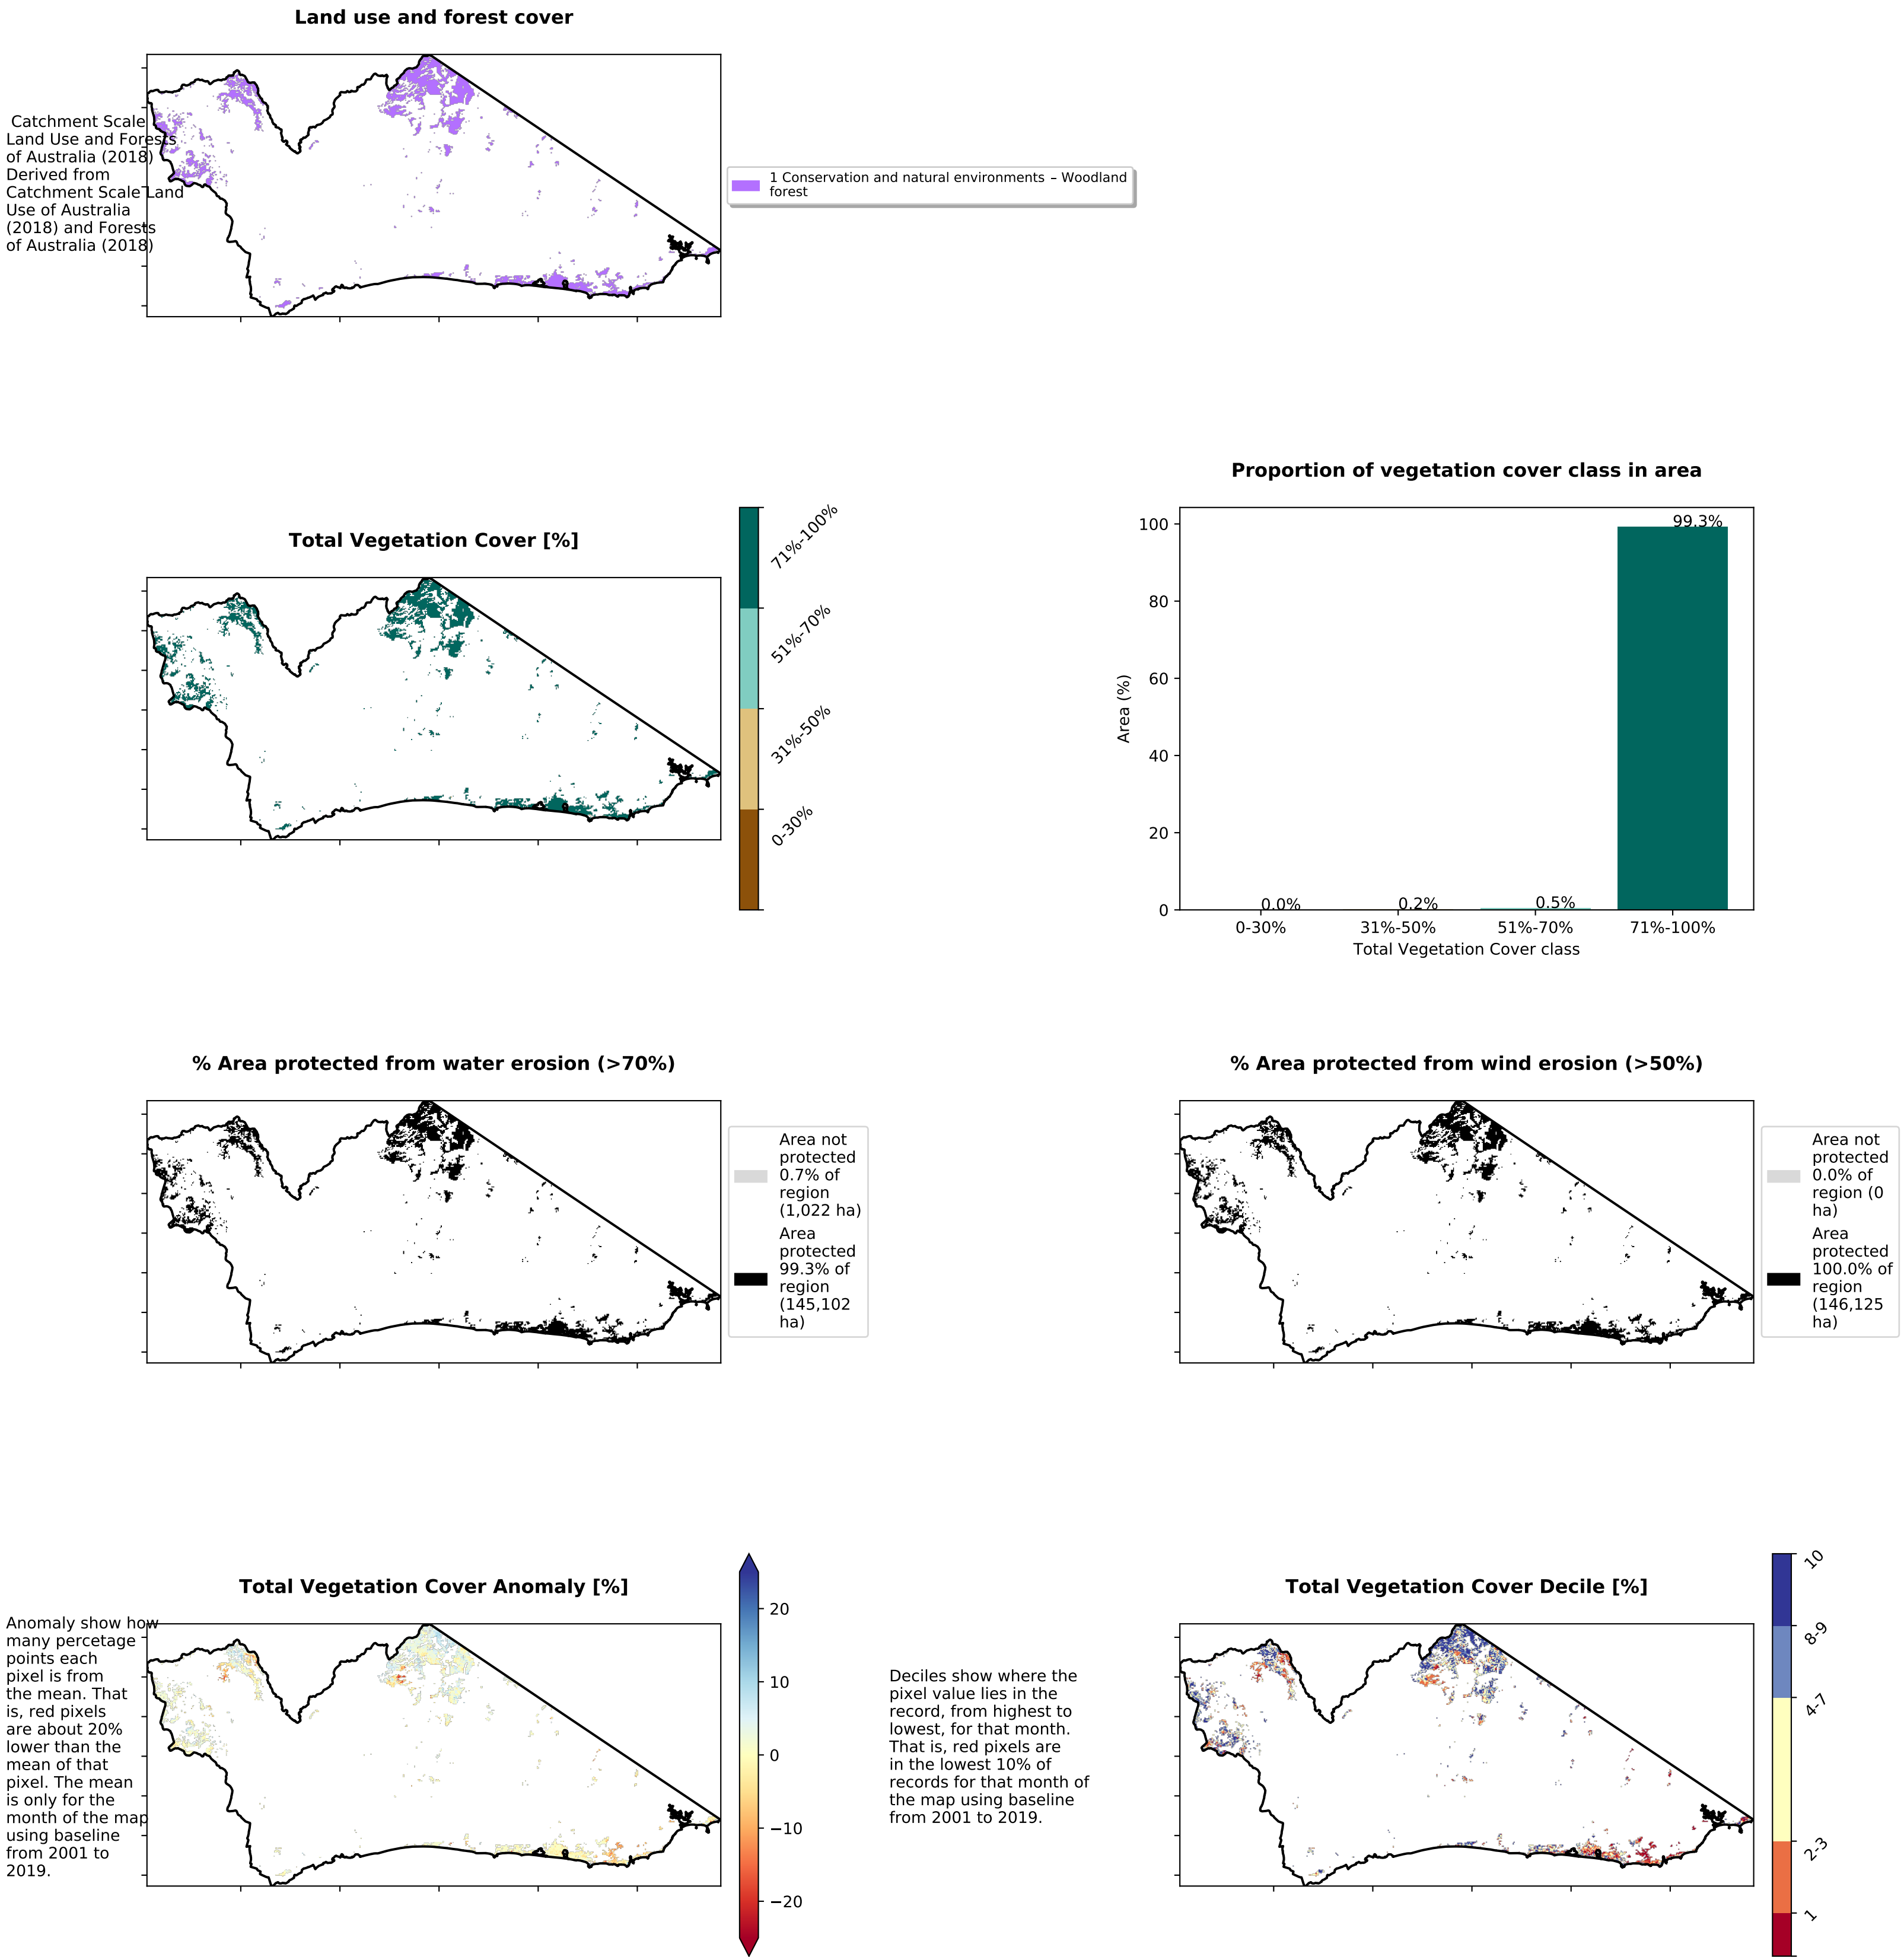 Land use and forest cover
Catchment Scale
Land Use and Forests
of Australia (2018)
Derived from
Catchment Scale Land
Use of Australia
(2018) and Forests
of Australia (2018)
1 Conservation and natural environments – Woodland
forest
Total Vegetation Cover [%]
71%-100%
51%-70%
31%-50%
0-30%
Proportion of vegetation cover class in area
Area (%)
100
80
60
40
20
0
0.0%
0.2%
0.5%
99.3%
0-30%
31%-50%
51%-70%
71%-100%
Total Vegetation Cover class
% Area protected from water erosion (>70%)
Area not
protected
0.7% of
region
(1,022 ha)
Area
protected
99.3% of
region
(145,102
ha)
% Area protected from wind erosion (>50%)
Area not
protected
0.0% of
region (0
ha)
Area
protected
100.0% of
region
(146,125
ha)
Total Vegetation Cover Anomaly [%]
Anomaly show how
many percetage
points each
pixel is from
the mean. That
is, red pixels
are about 20%
lower than the
mean of that
pixel. The mean
is only for the
month of the map
using baseline
from 2001 to
2019.
20
10
0
−10
−20
Total Vegetation Cover Decile [%]
Deciles show where the
pixel value lies in the
record, from highest to
lowest, for that month.
That is, red pixels are
in the lowest 10% of
records for that month of
the map using baseline
from 2001 to 2019.
10
8-9
4-7
2-3
1